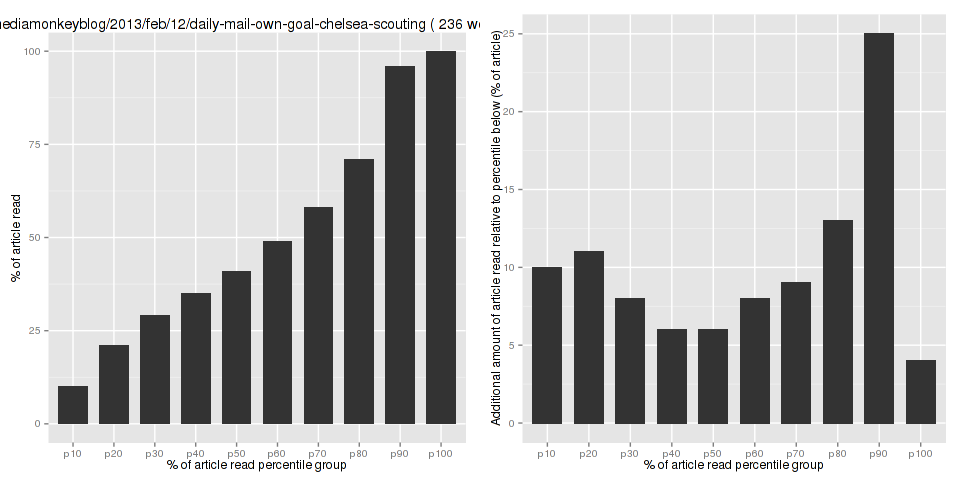 nediamonkeyblog/2013/feb/12/daily-mail-own-goal-chelsea-scouting ( 236 w
% of article read
100
75
50
25
0
p10 p20 p30 p40 p50 p60 p70 p80 p90 p100
% of article read percentile group
Additional amount of article read relative to percentile below (% of article)
25
20
15
10
5
0
p10 p20 p30 p40 p50 p60 p70 p80 p90 p100
% of article read percentile group